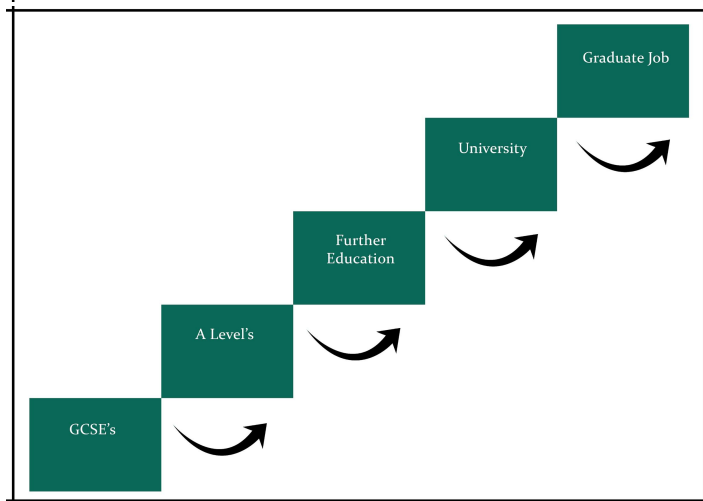 Graduate Job
University
Further
Education
A Level's
GCSE's